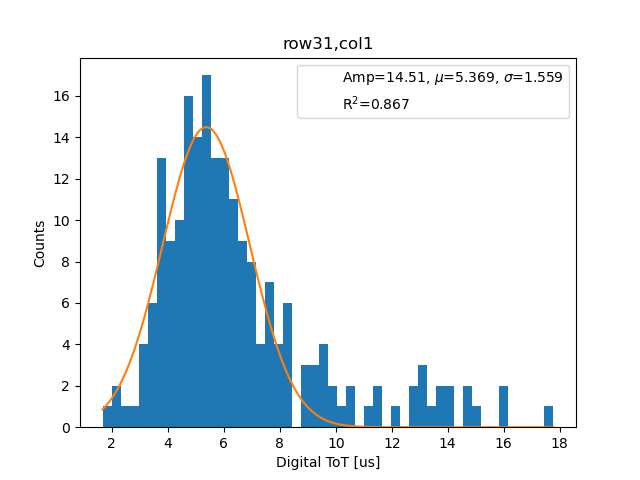 row31,col1
Amp=14.51, μ=5.369, σ=1.559
R²=0.867
Counts
16
14
12
10
8
6
4
2
0
2 4 6 8 10 12 14 16 18
Digital ToT [us]